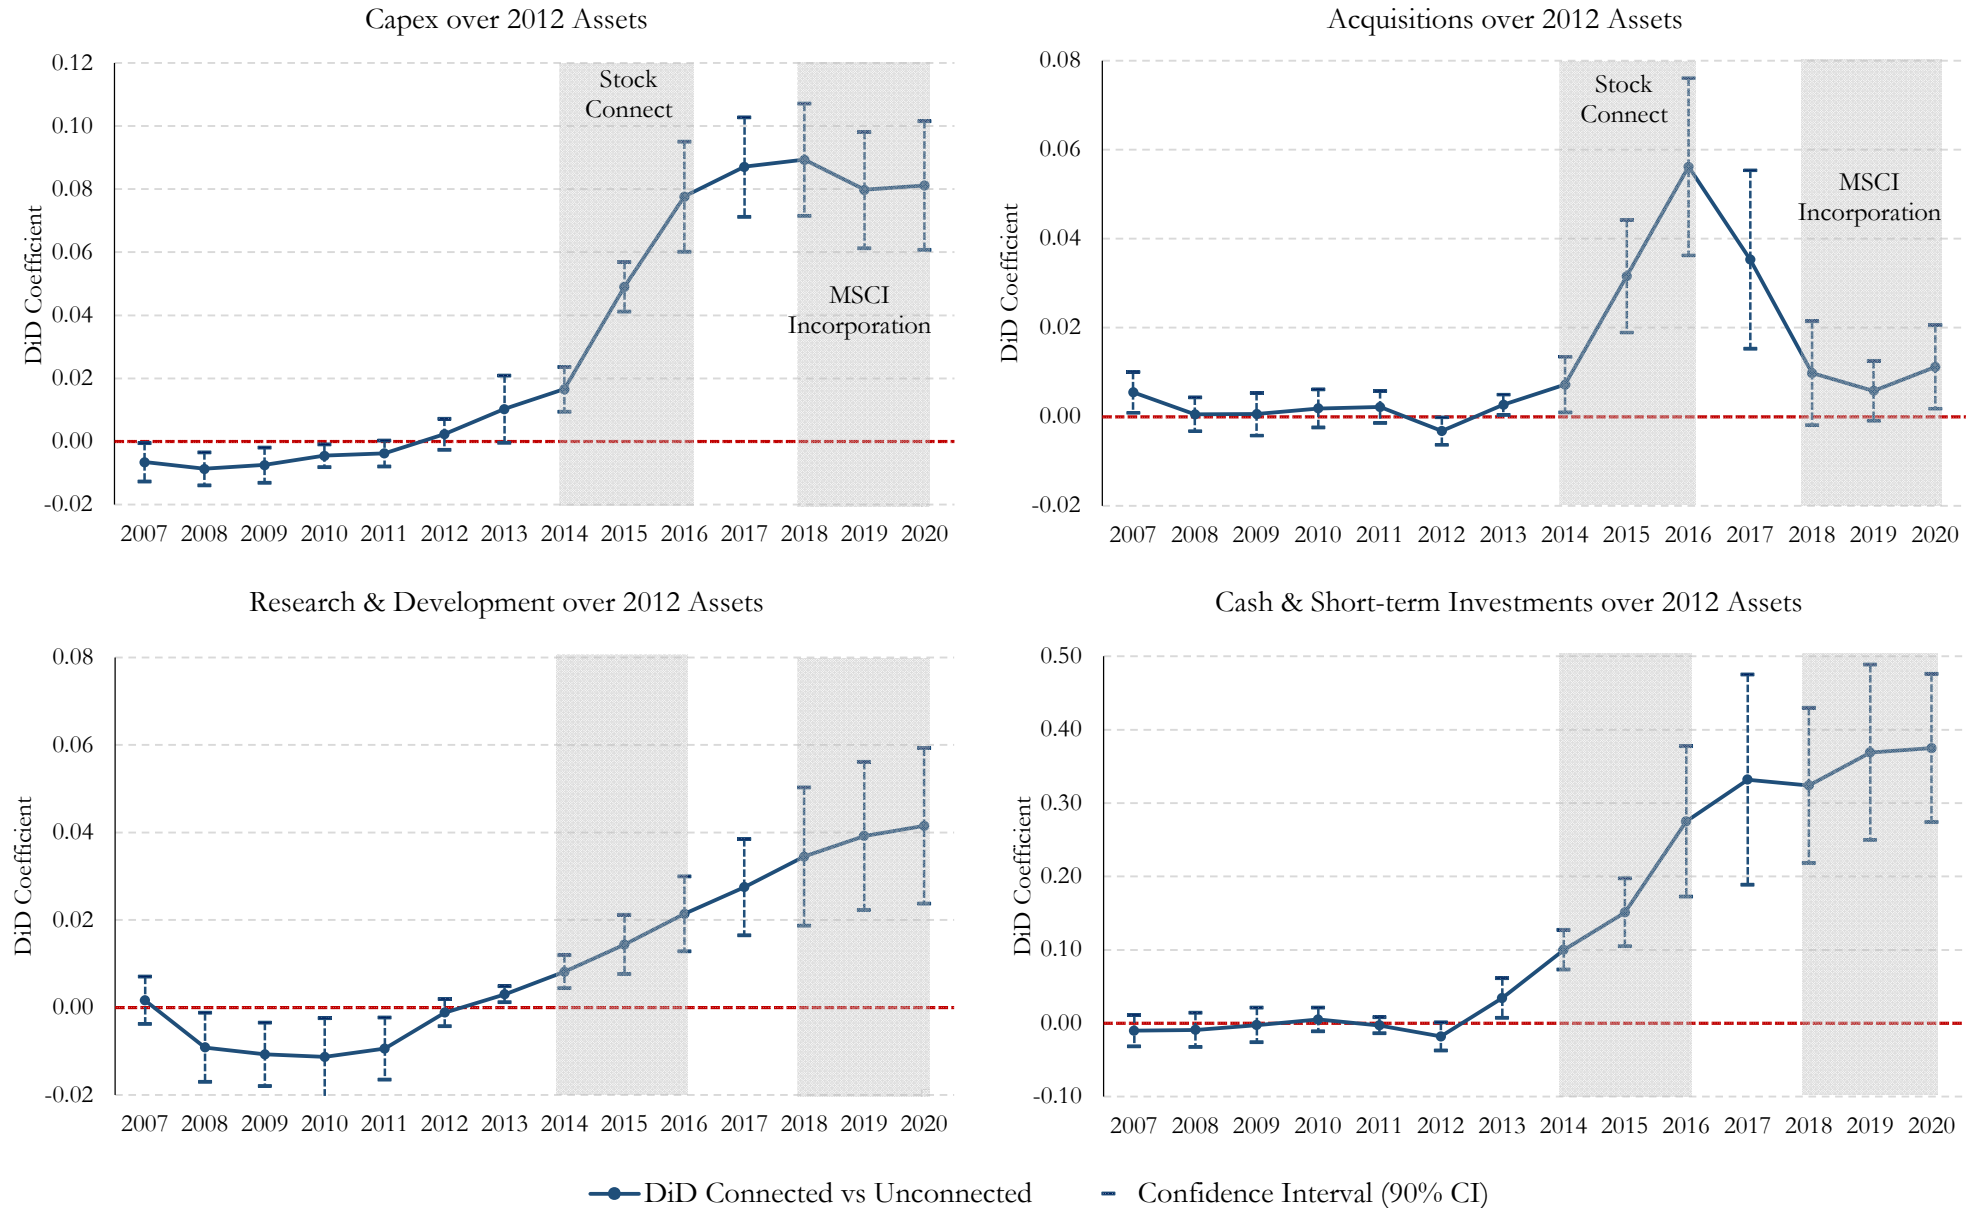 Capex over 2012 Assets
0.12
0.10
0.08
0.06
0.04
0.02
0.00
-0.02
DiD Coefficient
Stock
Connect
MSCI
Incorporation
2007 2008 2009 2010 2011 2012 2013 2014 2015 2016 2017 2018 2019 2020
Acquisitions over 2012 Assets
0.08
0.06
0.04
0.02
0.00
-0.02
DiD Coefficient
Stock
Connect
MSCI
Incorporation
2007 2008 2009 2010 2011 2012 2013 2014 2015 2016 2017 2018 2019 2020
Research & Development over 2012 Assets
0.08
0.06
0.04
0.02
0.00
-0.02
DiD Coefficient
2007 2008 2009 2010 2011 2012 2013 2014 2015 2016 2017 2018 2019 2020
Cash & Short-term Investments over 2012 Assets
0.50
0.40
0.30
0.20
0.10
0.00
-0.10
DiD Coefficient
2007 2008 2009 2010 2011 2012 2013 2014 2015 2016 2017 2018 2019 2020
DiD Connected vs Unconnected
Confidence Interval (90% CI)